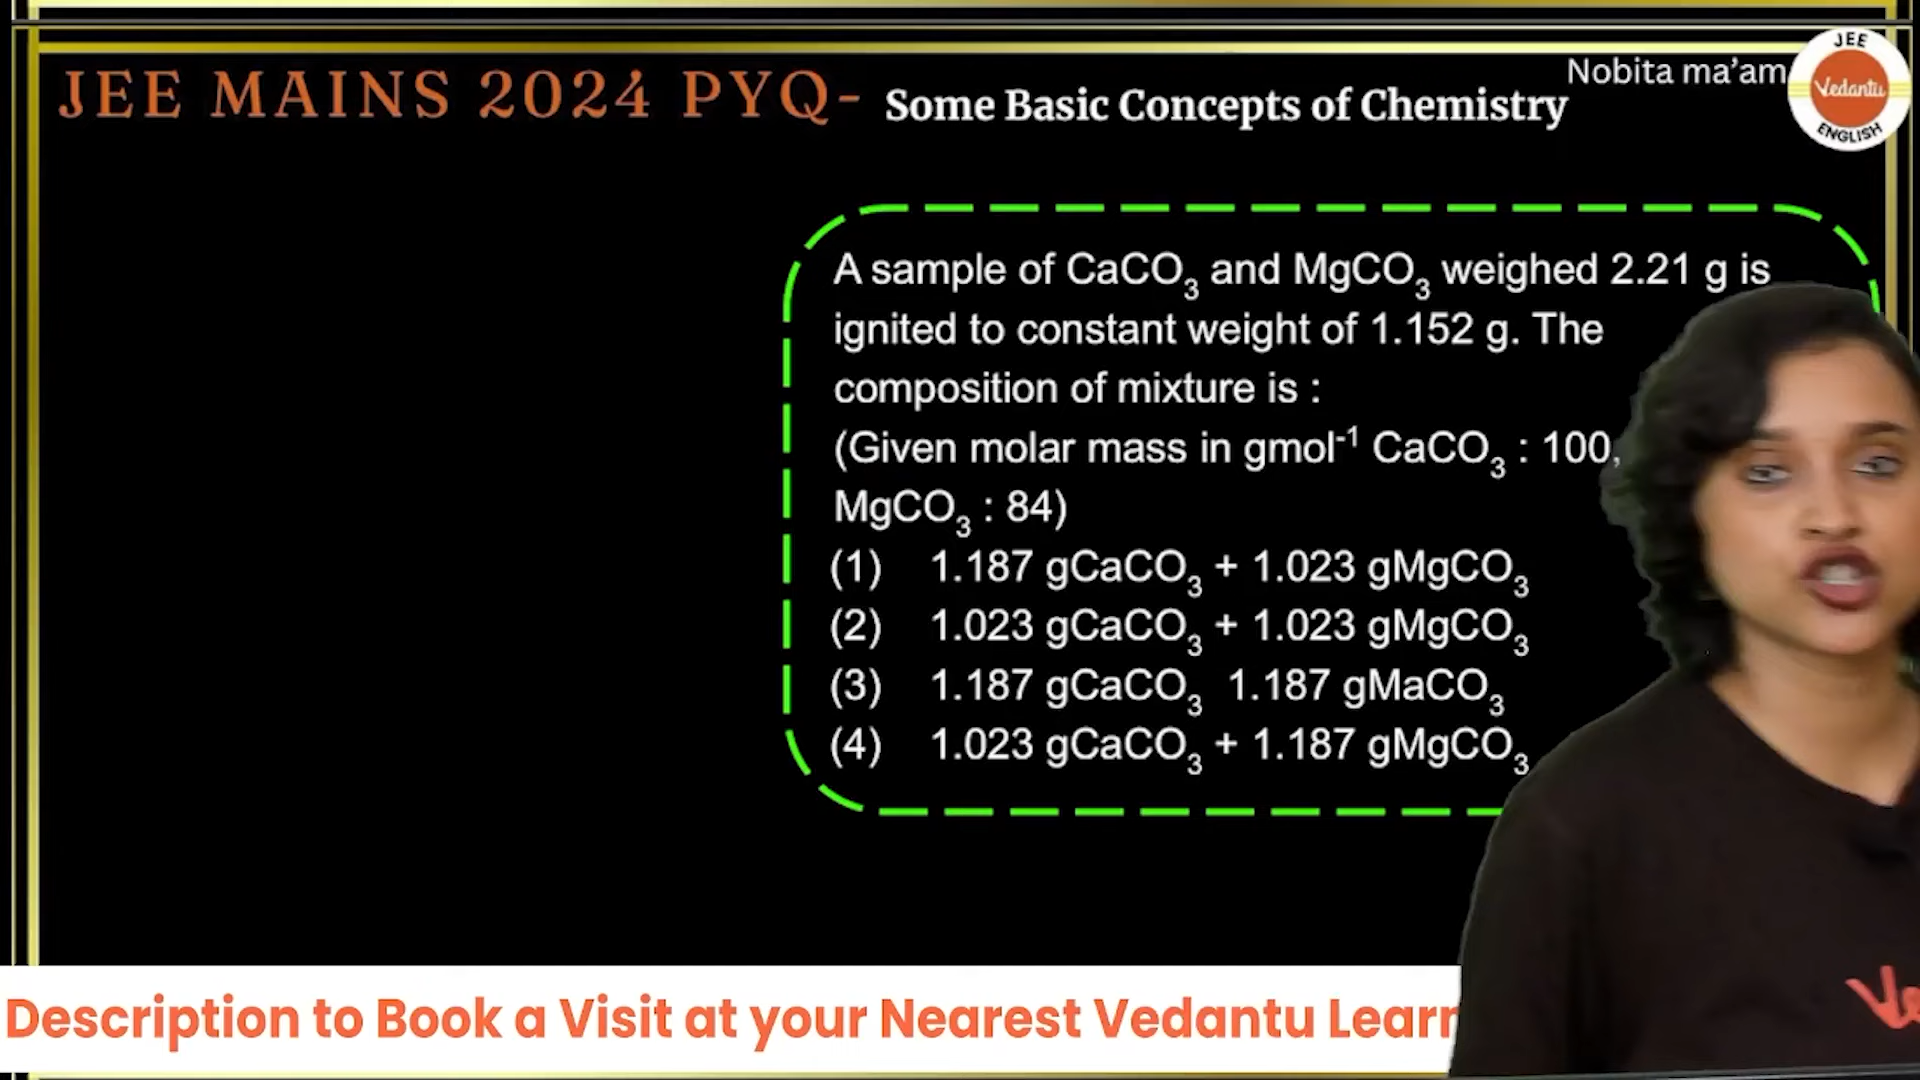 JEE MAINS 2024 PYQ- Some Basic Concepts of Chemistry
Nobita ma’am
JEE
Vedantu
ENGLISH
A sample of CaCO₃ and MgCO₃ weighed 2.21 g is
ignited to constant weight of 1.152 g. The
composition of mixture is :
(Given molar mass in gmol⁻¹ CaCO₃ : 100,
MgCO₃ : 84)
(1) 1.187 gCaCO₃ + 1.023 gMgCO₃
(2) 1.023 gCaCO₃ + 1.023 gMgCO₃
(3) 1.187 gCaCO₃ 1.187 gMaCO₃
(4) 1.023 gCaCO₃ + 1.187 gMgCO₃
Description to Book a Visit at your Nearest Vedantu Lear